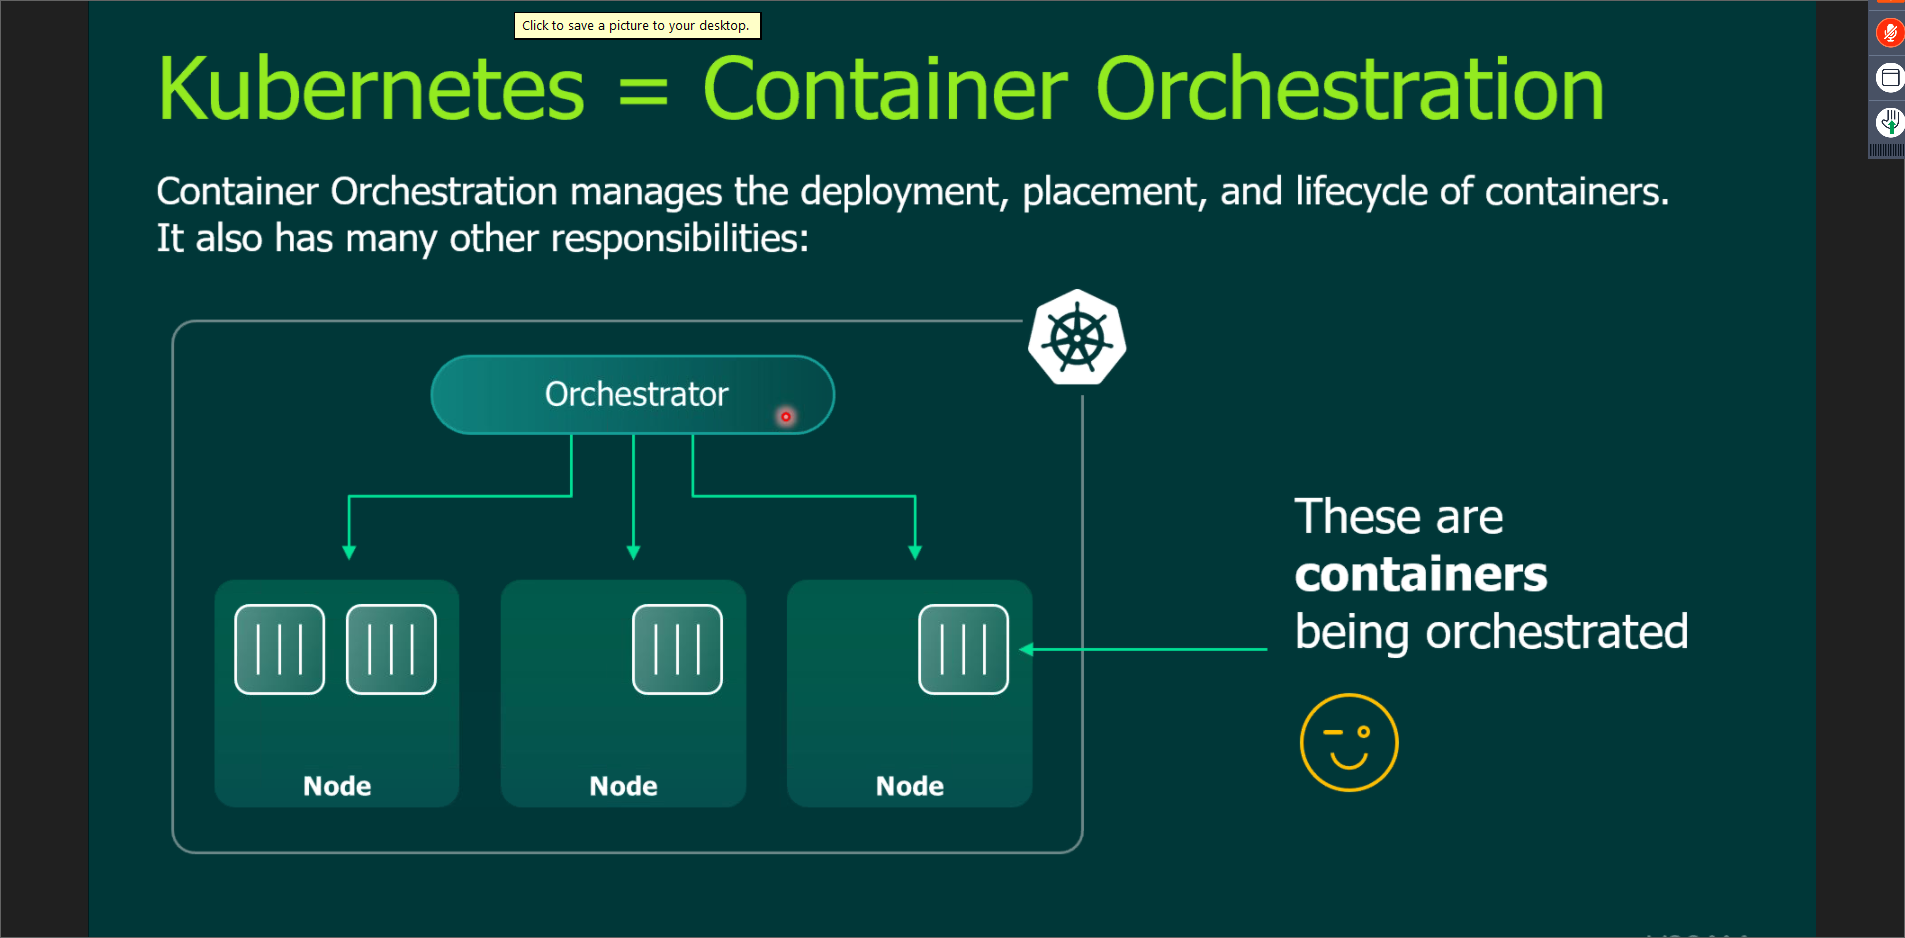 Click to save a picture to your desktop.
Kubernetes = Container Orchestration
Container Orchestration manages the deployment, placement, and lifecycle of containers.
It also has many other responsibilities:
Orchestrator
These are
containers
being orchestrated
Node
Node
Node